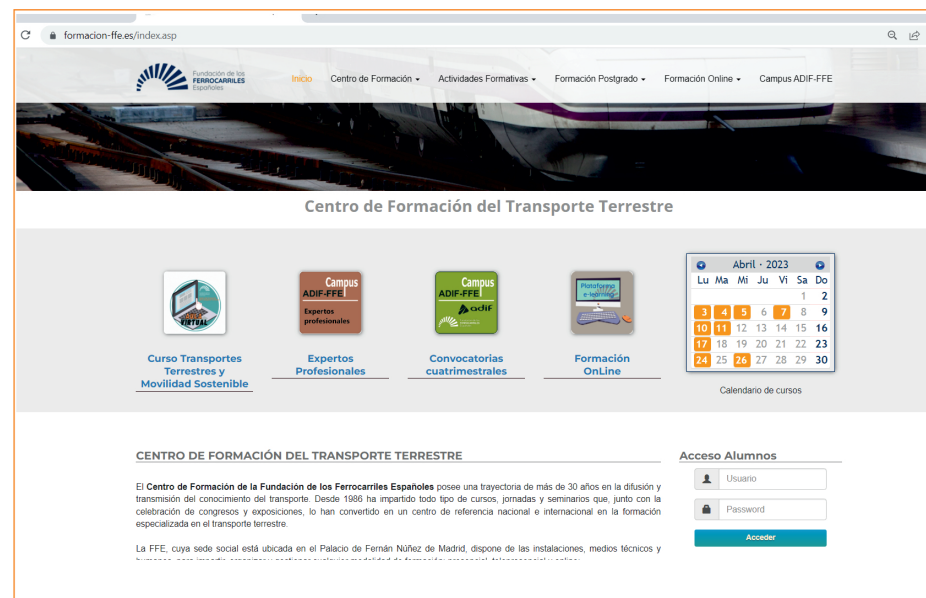 formacion-ffe.es/index.asp
Fundación de los
FERROCARRILES
Españoles
Inicio Centro de Formación Actividades Formativas Formación Postgrado Formación Online Campus ADIF-FFE
Centro de Formación del Transporte Terrestre
VIRTUAL
Campus
ADIF-FFE
Expertos
profesionales
Campus
ADIF-FFE
adif
Plataforma
e-learning
Curso Transportes
Terrestres y
Movilidad Sostenible
Expertos
Profesionales
Convocatorias
cuatrimestrales
Formación
OnLine
Abril · 2023
Lu Ma Mi Ju Vi Sa Do
1 2
3 4 5 6 7 8 9
10 11 12 13 14 15 16
17 18 19 20 21 22 23
24 25 26 27 28 29 30
Calendario de cursos
CENTRO DE FORMACIÓN DEL TRANSPORTE TERRESTRE
El Centro de Formación de la Fundación de los Ferrocarriles Españoles posee una trayectoria de más de 30 años en la difusión y
transmisión del conocimiento del transporte. Desde 1986 ha impartido todo tipo de cursos, jornadas y seminarios que, junto con la
celebración de congresos y exposiciones, lo han convertido en un centro de referencia nacional e internacional en la formación
especializada en el transporte terrestre.
La FFE, cuya sede social está ubicada en el Palacio de Fernán Núñez de Madrid, dispone de las instalaciones, medios técnicos y
Acceso Alumnos
Usuario
Password
Acceder